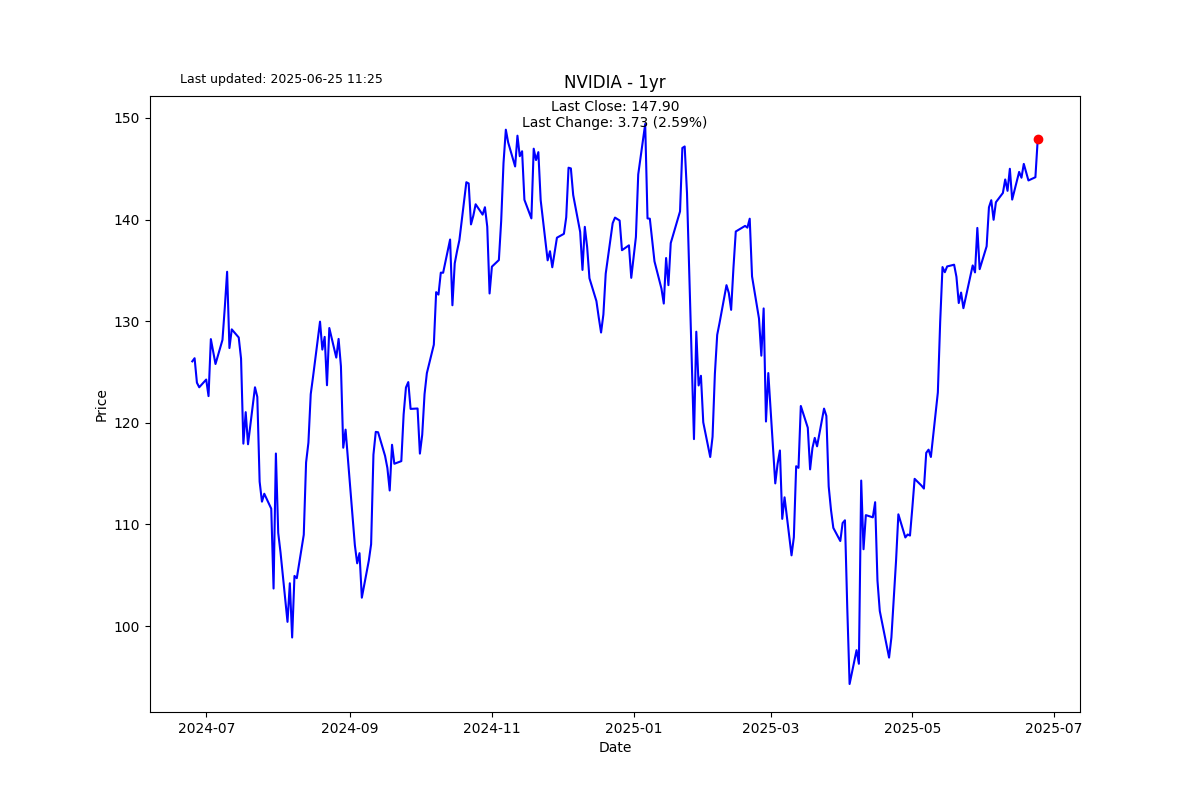 Last updated: 2025-06-25 11:25
NVIDIA - 1yr
Last Close: 147.90
Last Change: 3.73 (2.59%)
150
140
130
120
110
100
Price
2024-07
2024-09
2024-11
2025-01
2025-03
2025-05
2025-07
Date